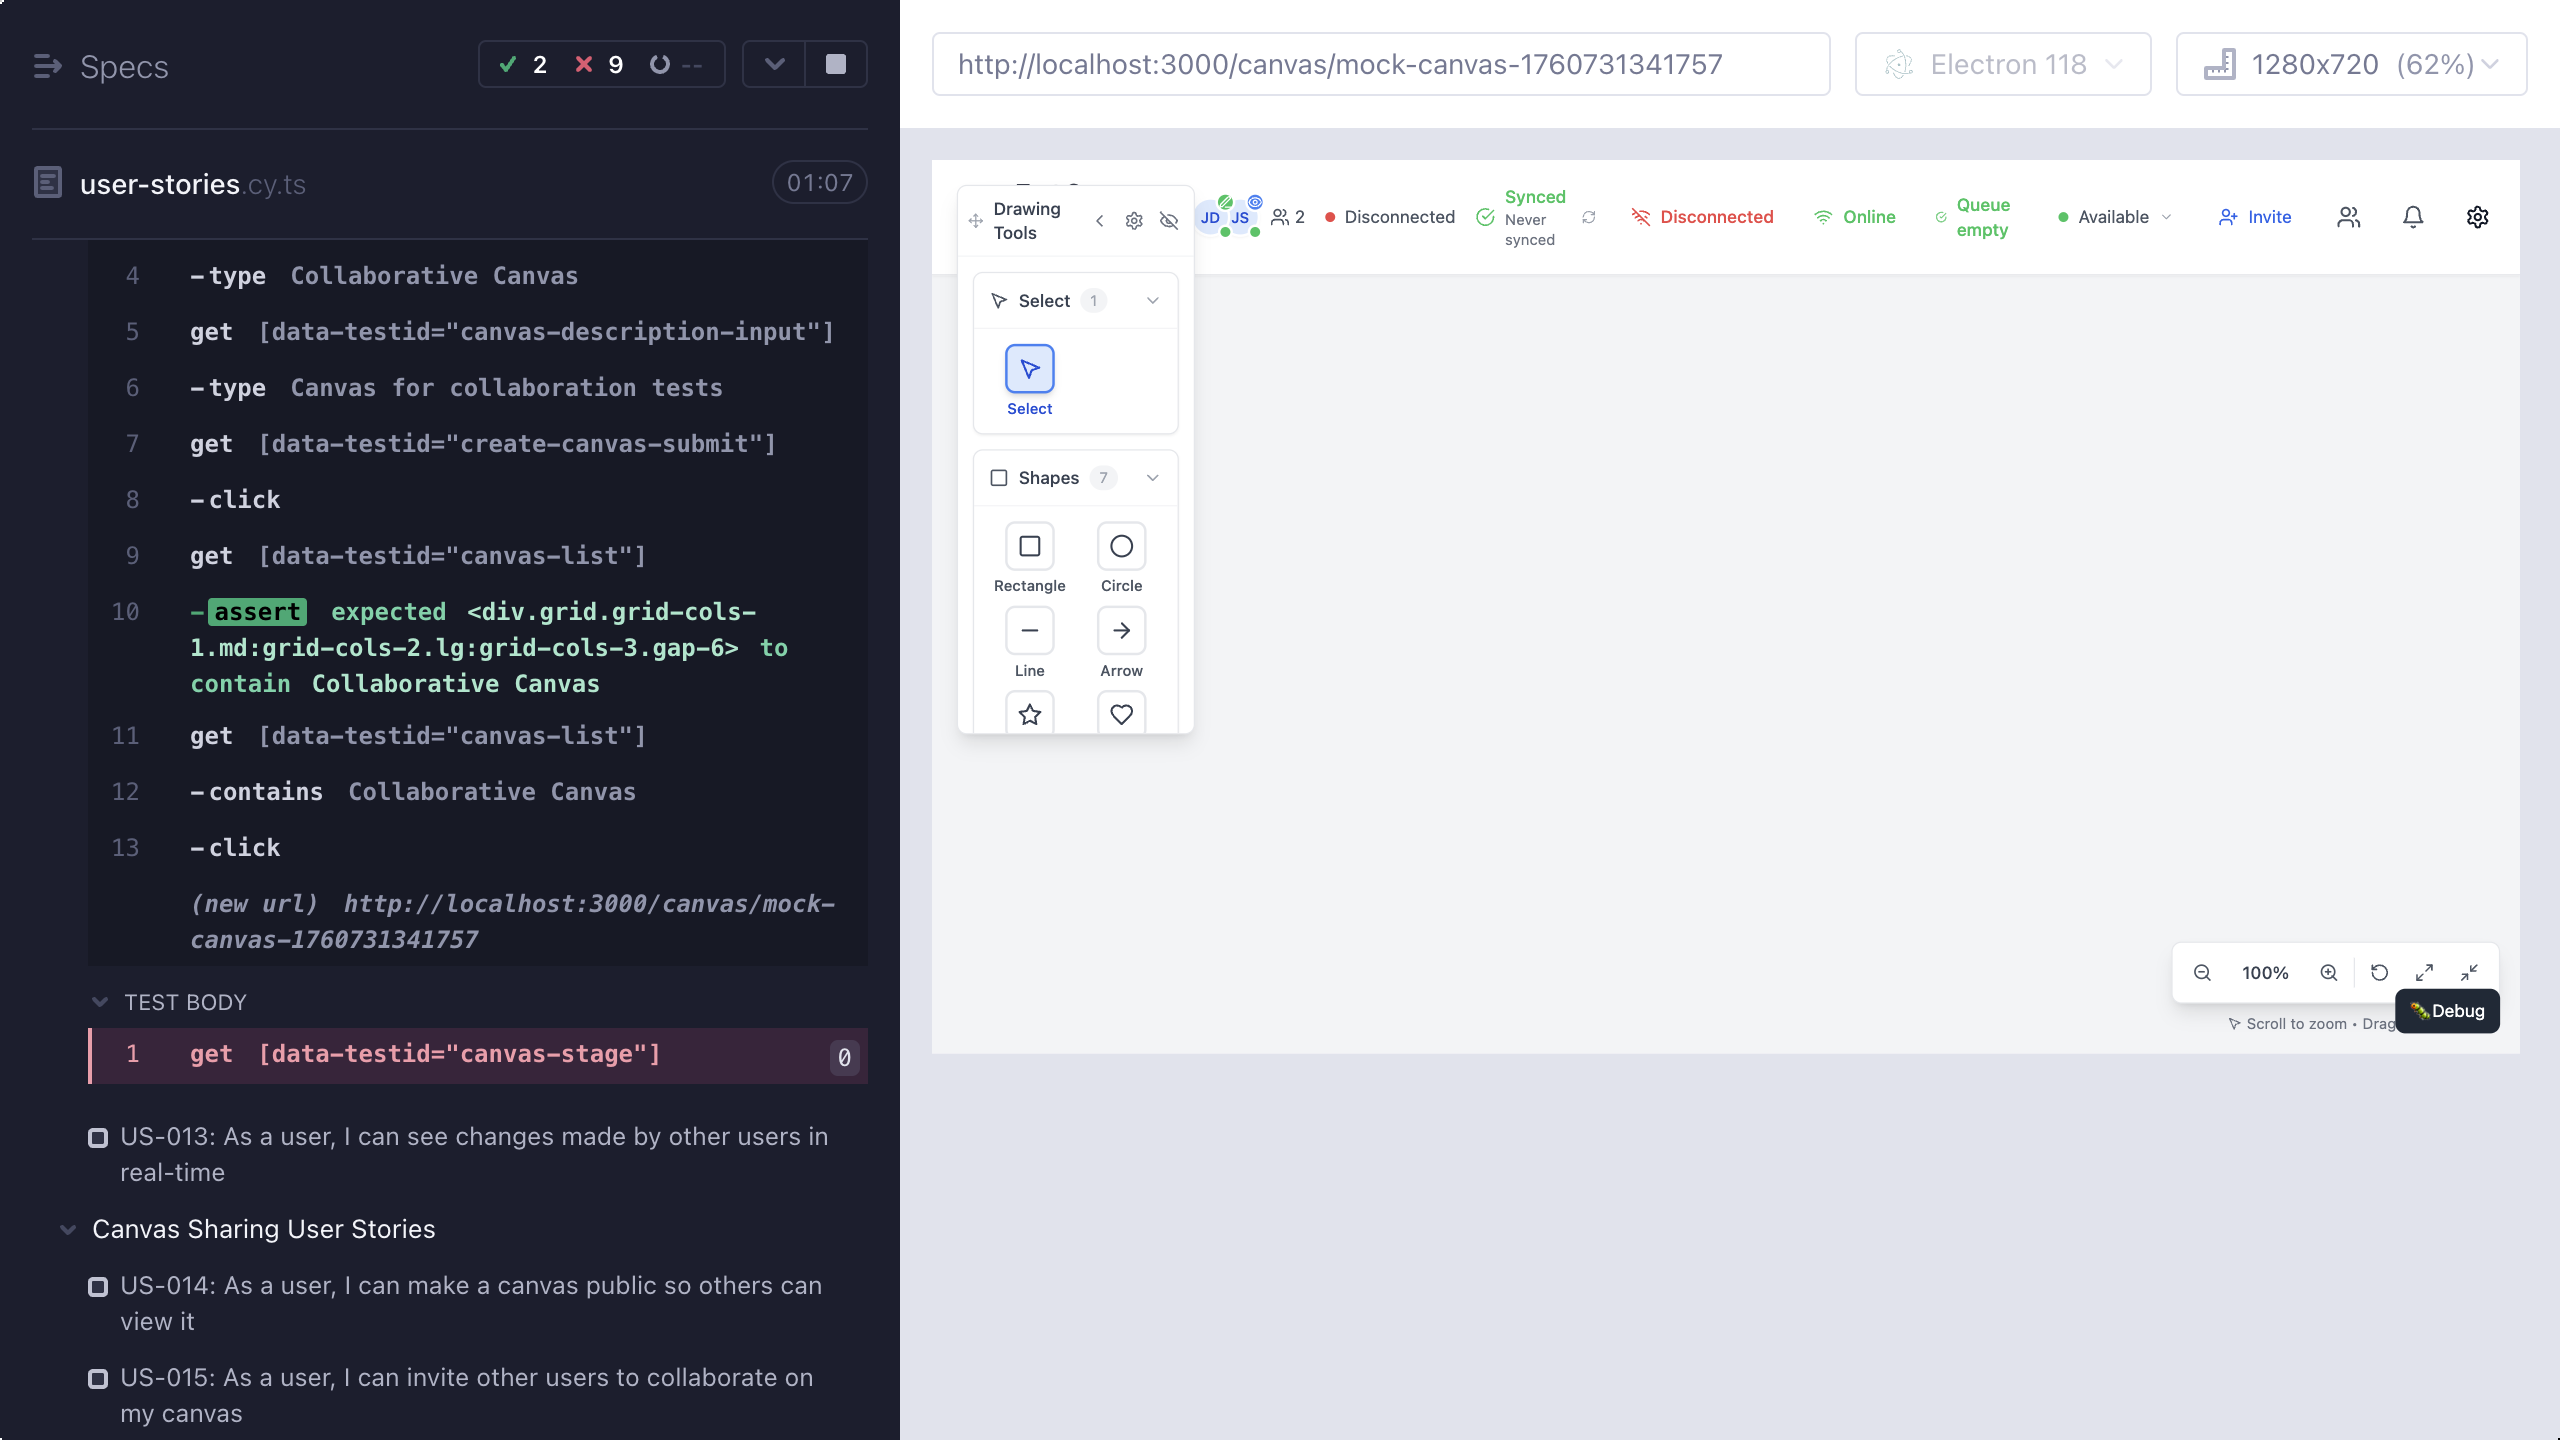 Specs
2 9 --
user-stories.cy.ts
01:07
4 -type Collaborative Canvas
5 get [data-testid="canvas-description-input"]
6 -type Canvas for collaboration tests
7 get [data-testid="create-canvas-submit"]
8 -click
9 get [data-testid="canvas-list"]
10 -assert expected <div.grid.grid-cols-
1.md:grid-cols-2.lg:grid-cols-3.gap-6> to
contain Collaborative Canvas
11 get [data-testid="canvas-list"]
12 -contains Collaborative Canvas
13 -click
(new url) http://localhost:3000/canvas/mock-
canvas-1760731341757
TEST BODY
1 get [data-testid="canvas-stage"] 0
US-013: As a user, I can see changes made by other users in
real-time
Canvas Sharing User Stories
US-014: As a user, I can make a canvas public so others can
view it
US-015: As a user, I can invite other users to collaborate on
my canvas
http://localhost:3000/canvas/mock-canvas-1760731341757
Electron 118
1280x720 (62%)
Drawing
Tools
JD JS 2
Disconnected
Synced
Never
synced
Disconnected
Online
Queue
empty
Available
Invite
Select 1
Select
Shapes 7
Rectangle Circle
Line Arrow
100%
Scroll to zoom • Drag
Debug